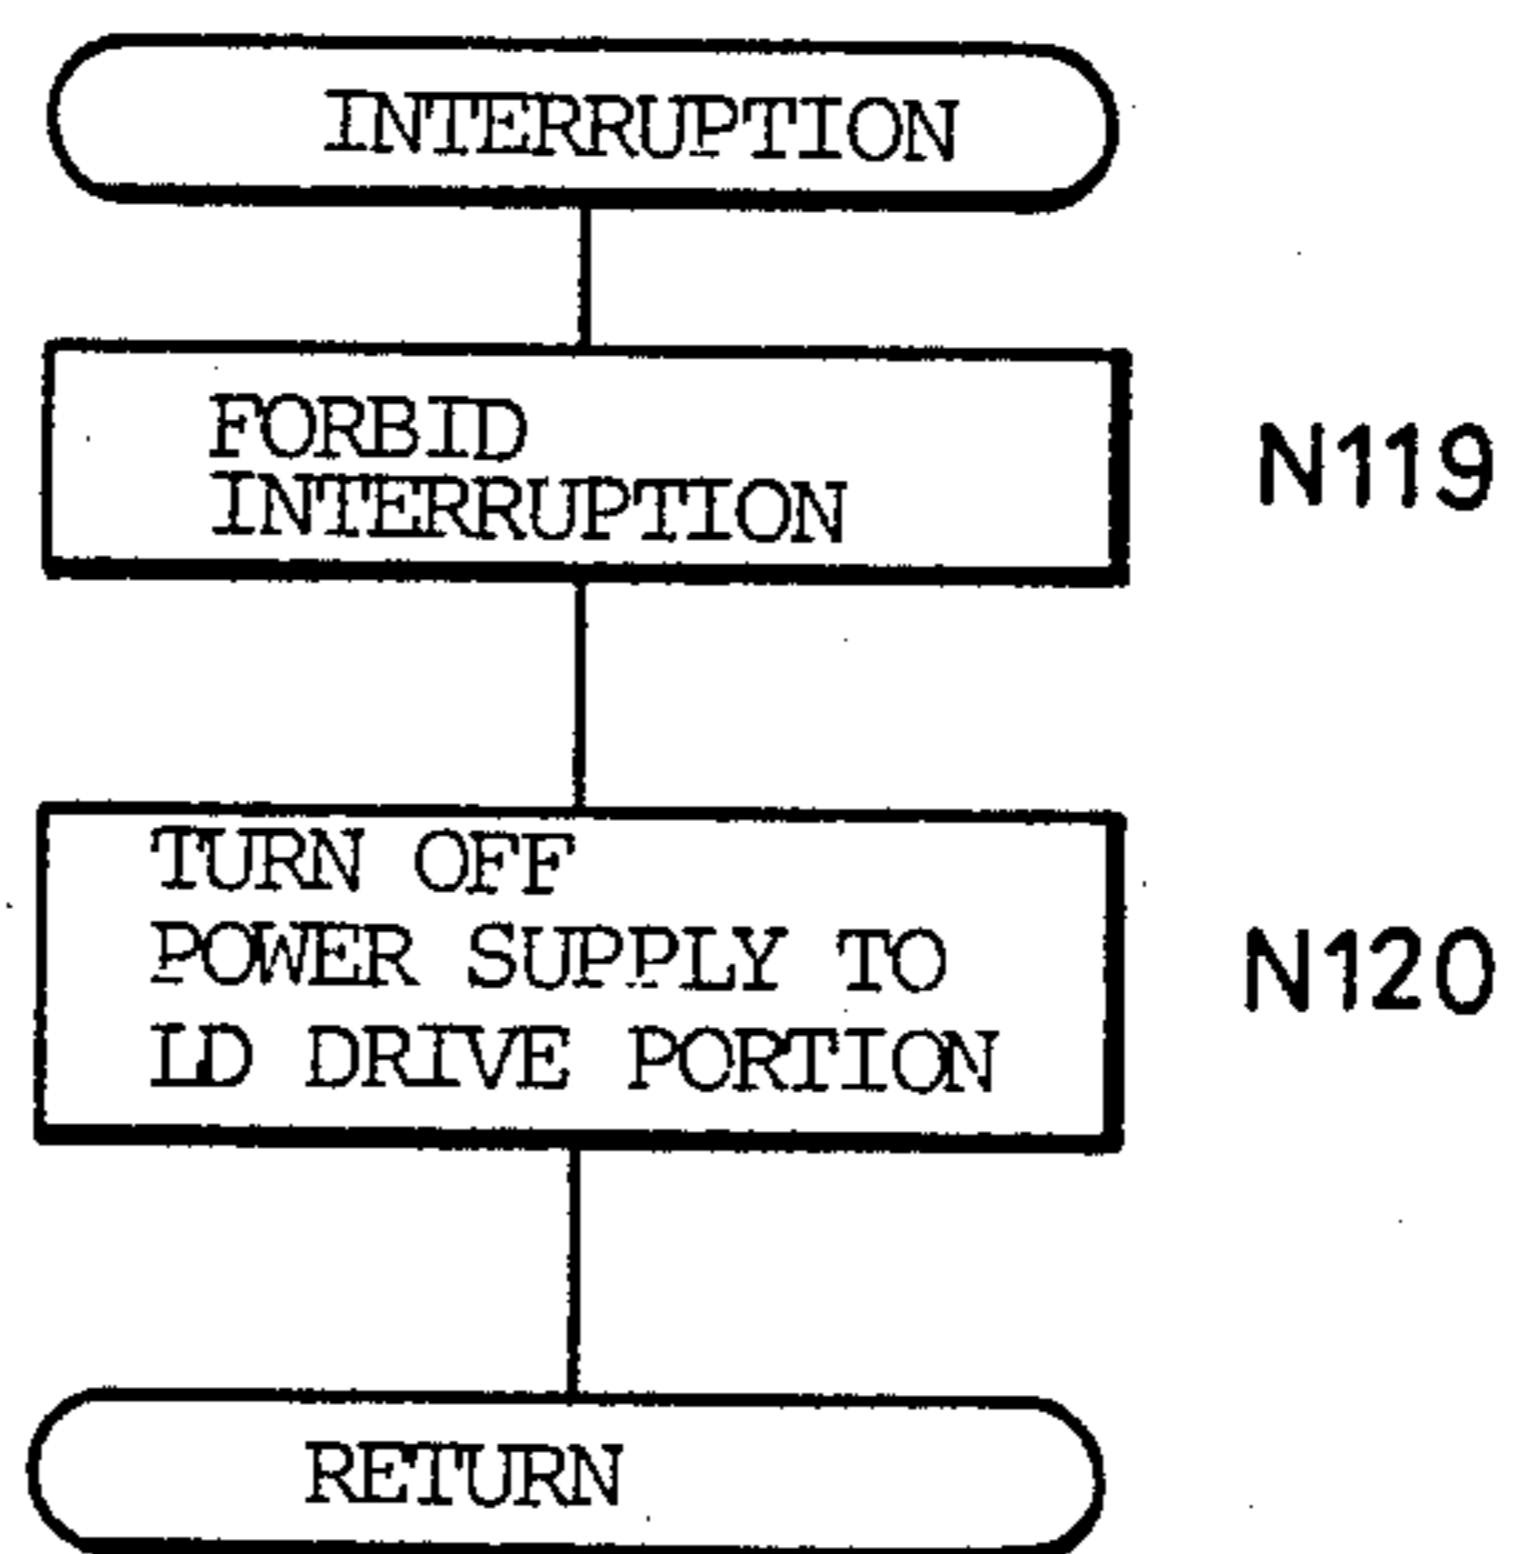 INTERRUPTION
FORBID
INTERRUPTION
N119
TURN OFF
POWER SUPPLY TO
LD DRIVE PORTION
N120
RETURN